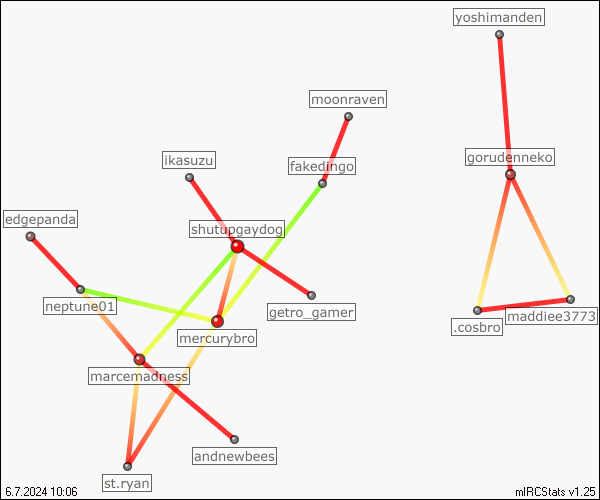 yoshimanden
moonraven
ikasuzu
fakedingo
gorudenneko
edgepanda
shutupgaydog
neptune01
getro_gamer
maddiee3773
.cosbro
mercurybro
marcemadness
andnewbees
st.ryan
6.7.2024 10:06
mIRCStats v1.25